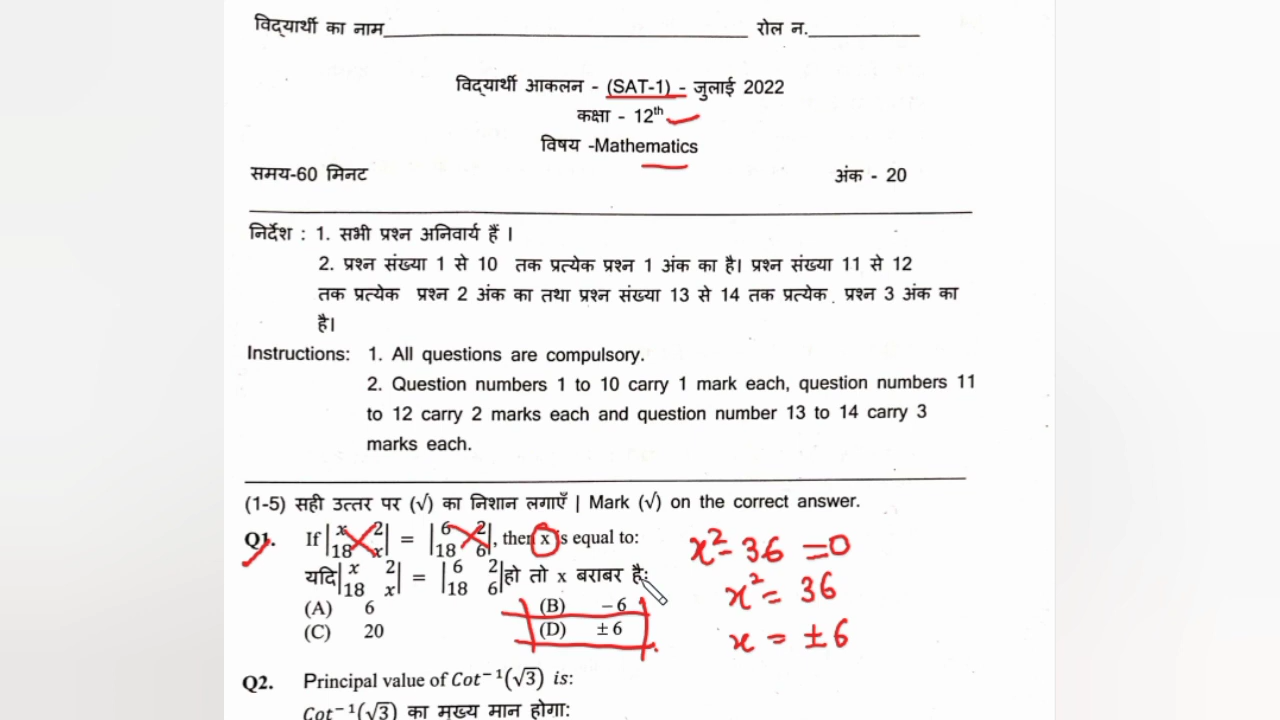 विद्यार्थी का नाम____________________ रोल न.__________
विद्यार्थी आकलन - (SAT-1) - जुलाई 2022
कक्षा - 12th
विषय -Mathematics
समय-60 मिनट अंक - 20
निर्देश : 1. सभी प्रश्न अनिवार्य हैं ।
2. प्रश्न संख्या 1 से 10 तक प्रत्येक प्रश्न 1 अंक का है। प्रश्न संख्या 11 से 12
तक प्रत्येक प्रश्न 2 अंक का तथा प्रश्न संख्या 13 से 14 तक प्रत्येक प्रश्न 3 अंक का
है।
Instructions: 1. All questions are compulsory.
2. Question numbers 1 to 10 carry 1 mark each, question numbers 11
to 12 carry 2 marks each and question number 13 to 14 carry 3
marks each.
(1-5) सही उत्तर पर (√) का निशान लगाएँ | Mark (√) on the correct answer.
Q1. If |x 2 18 x| = |6 2 18 6|, then x is equal to:
यदि |x 2 18 x| = |6 2 18 6| हो तो x बराबर है:
(A) 6 (B) −6
(C) 20 (D) ±6
x² - 36 = 0
x² = 36
x = ±6
Q2. Principal value of Cot⁻¹(√3) is:
Cot⁻¹(√3) का मुख्य मान होगा: